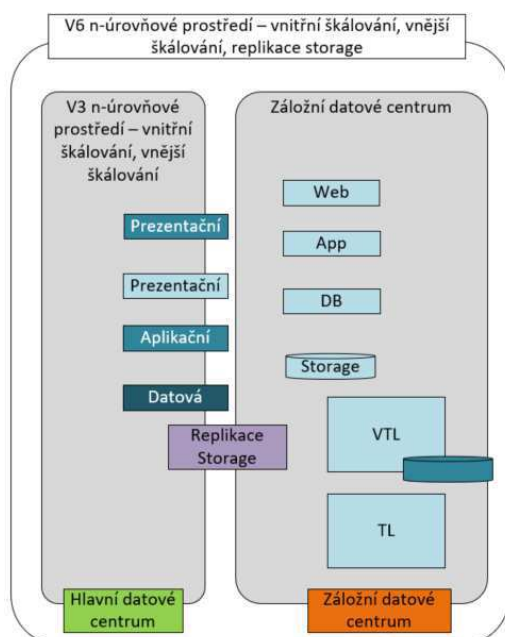 V6 n-úrovňové prostředí – vnitřní škálování, vnější
škálování, replikace storage
V3 n-úrovňové
prostředí – vnitřní
škálování, vnější
škálování
Záložní datové centrum
Web
Prezentační
App
Prezentační
DB
Aplikační
Storage
Datová
Replikace
Storage
VTL
TL
Hlavní datové
centrum
Záložní datové
centrum